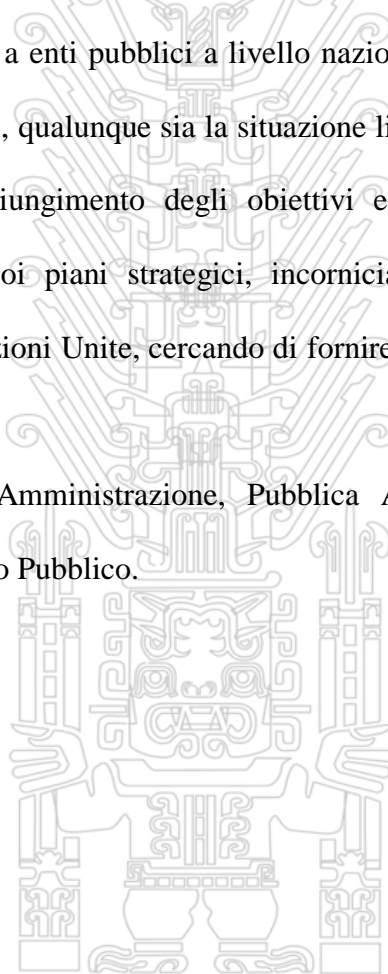 a enti pubblici a livello nazio
, qualunque sia la situazione li
iungimento degli obiettivi e
oi piani strategici, incornicia
zioni Unite, cercando di fornire
Amministrazione, Pubblica A
o Pubblico.